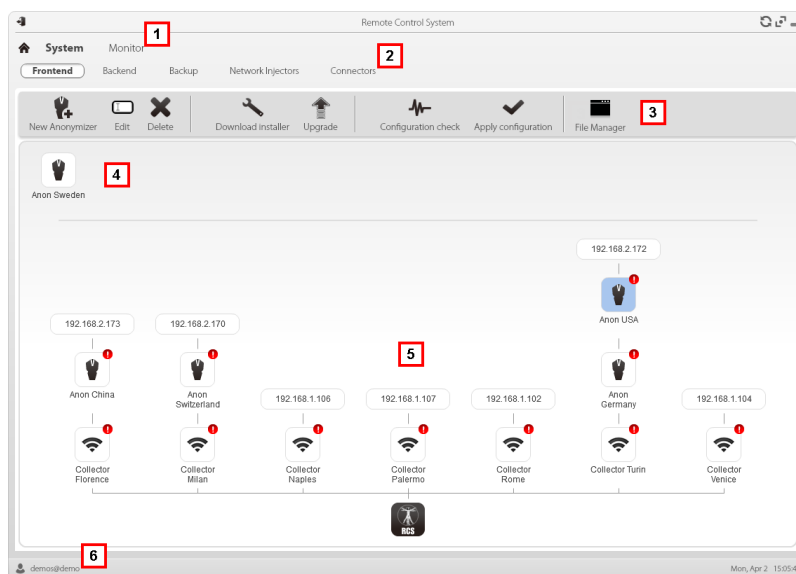 Remote Control System
1
System Monitor
2
Frontend Backend Backup Network Injectors Connectors
New Anonymizer Edit Delete Download installer Upgrade Configuration check Apply configuration File Manager
3
4
Anon Sweden
192.168.2.172
Anon USA
192.168.2.173 192.168.2.170
5
Anon China
Anon
Switzerland
Anon
Germany
192.168.1.106 192.168.1.107 192.168.1.102 192.168.1.104
Collector
Florence
Collector
Milan
Collector
Naples
Collector
Palermo
Collector
Rome
Collector Turin
Collector
Venice
RCS
6
demos@demo
Mon, Apr 2 15:05:4